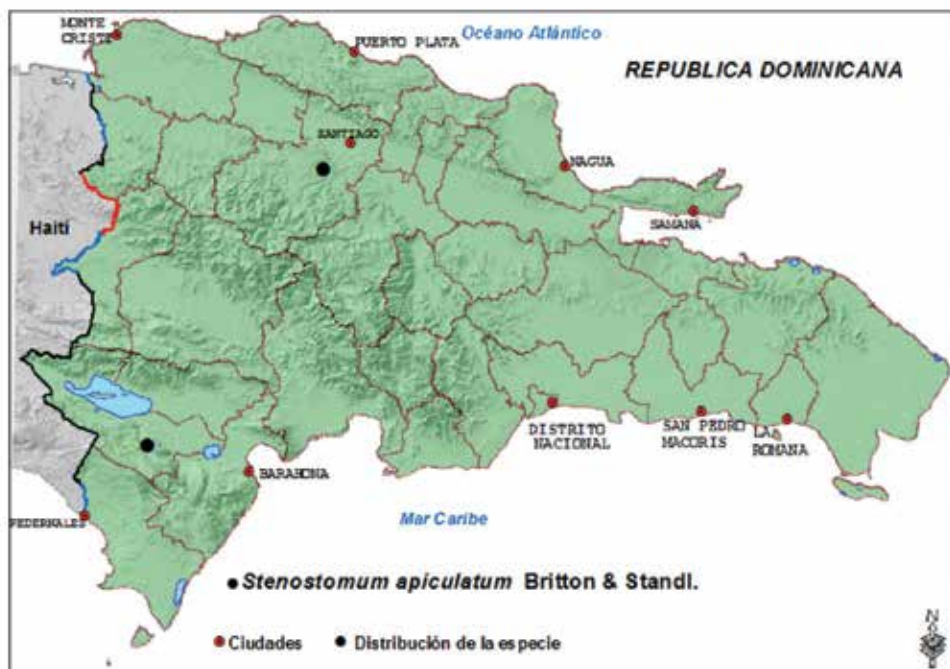 MONTE
CRISTI
Océano Atlántico
PUERTO PLATA
REPUBLICA DOMINICANA
SANTIAGO
NAGUA
SAMANA
Haití
DISTRITO
NACIONAL
SAN PEDRO
MACORIS
LA
ROMANA
BARAHONA
PEDERNALES
Mar Caribe
Stenostomum apiculatum Britton & Standl.
Ciudades
Distribución de la especie
N